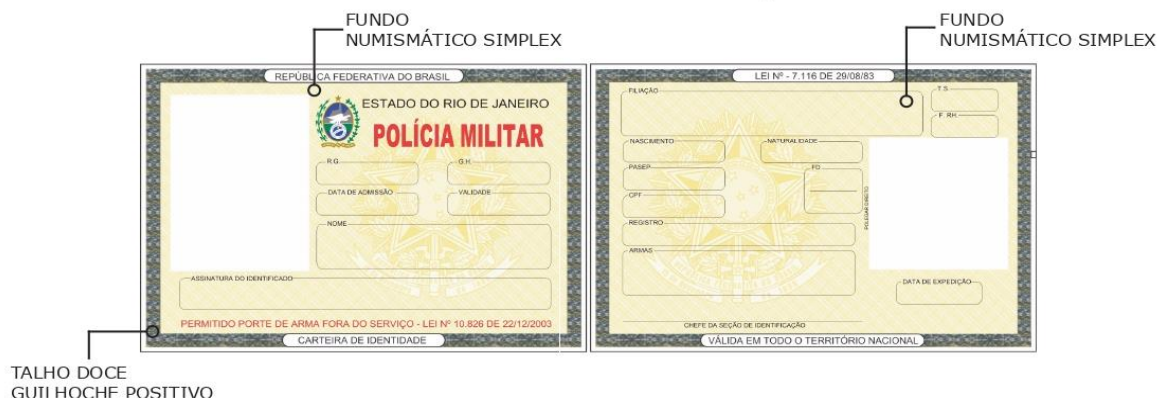 FUNDO
NUMISMÁTICO SIMPLEX
FUNDO
NUMISMÁTICO SIMPLEX
REPÚBLICA FEDERATIVA DO BRASIL
ESTADO DO RIO DE JANEIRO
POLÍCIA MILITAR
R.G.
G.H.
DATA DE ADMISSÃO
VALIDADE
NOME
ASSINATURA DO IDENTIFICADO
PERMITIDO PORTE DE ARMA FORA DO SERVIÇO - LEI Nº 10.826 DE 22/12/2003
CARTEIRA DE IDENTIDADE
LEI Nº - 7.116 DE 29/08/83
FILIAÇÃO
T.S.
F. RH.
NASCIMENTO
NATURALIDADE
PASEP
FD
CPF
POLEGAR DIREITO
REGISTRO
ARMAS
DATA DE EXPEDIÇÃO
CHEFE DA SEÇÃO DE IDENTIFICAÇÃO
VÁLIDA EM TODO O TERRITÓRIO NACIONAL
TALHO DOCE
GUILHOCHE POSITIVO